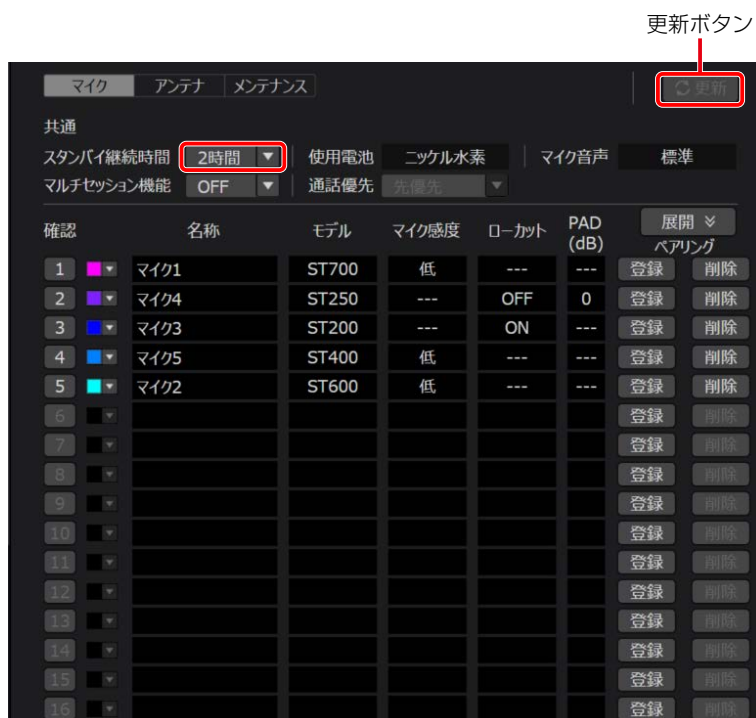 更新ボタン
マイク アンテナ メンテナンス 更新
共通
スタンバイ継続時間 2時間 使用電池 ニッケル水素 マイク音声 標準
マルチセッション機能 OFF 通話優先 先優先
確認 名称 モデル マイク感度 ローカット PAD (dB) 展開 ペアリング
1 マイク1 ST700 低 --- --- 登録 削除
2 マイク4 ST250 --- OFF 0 登録 削除
3 マイク3 ST200 --- ON --- 登録 削除
4 マイク5 ST400 低 --- --- 登録 削除
5 マイク2 ST600 低 --- --- 登録 削除
6 登録 削除
7 登録 削除
8 登録 削除
9 登録 削除
10 登録 削除
11 登録 削除
12 登録 削除
13 登録 削除
14 登録 削除
15 登録 削除
16 登録 削除